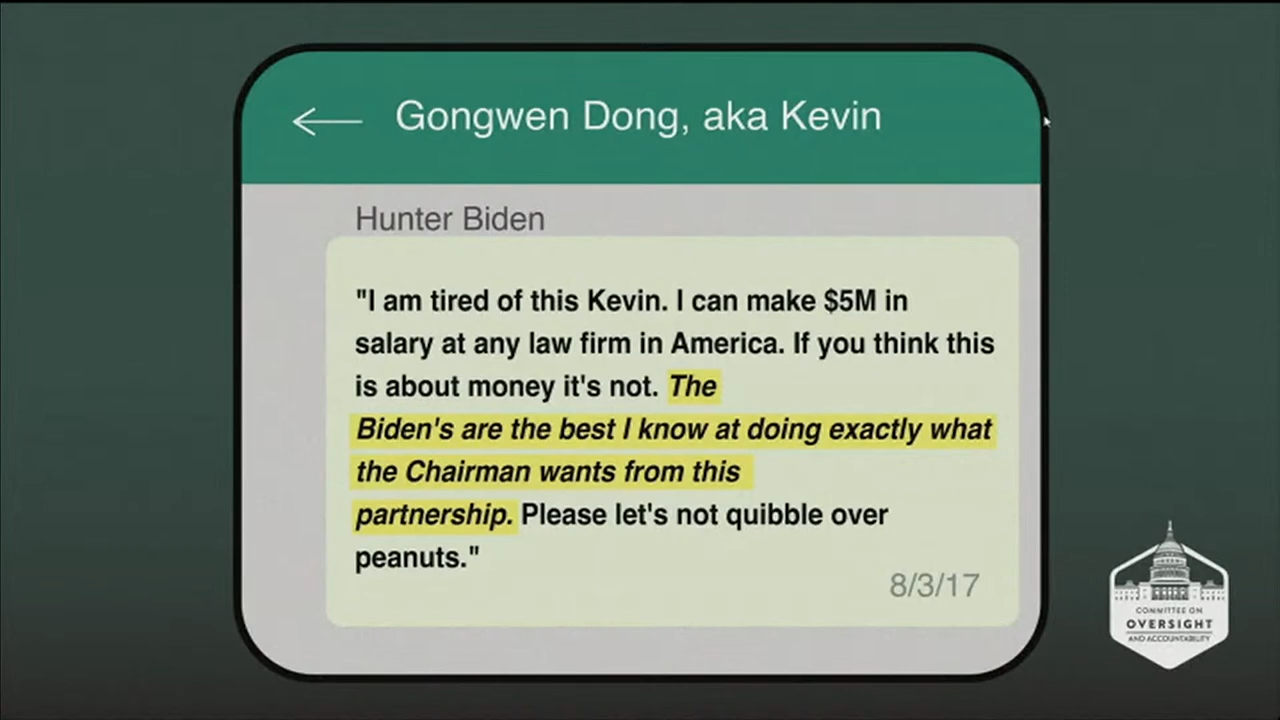 Gongwen Dong, aka Kevin
Hunter Biden
"I am tired of this Kevin. I can make $5M in
salary at any law firm in America. If you think this
is about money it's not. The
Biden's are the best I know at doing exactly what
the Chairman wants from this
partnership. Please let's not quibble over
peanuts."
8/3/17
COMMITTEE ON
OVERSIGHT
AND ACCOUNTABILITY